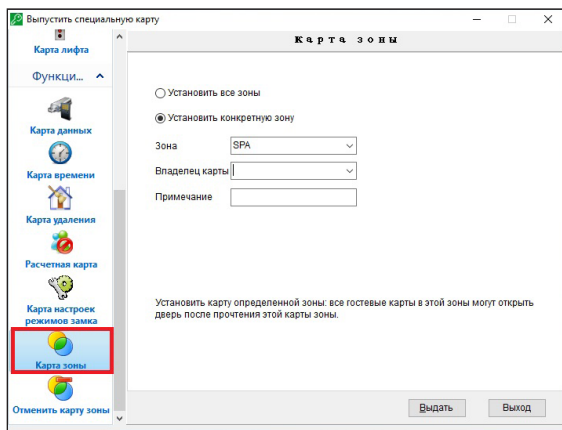 Выпустить специальную карту
Карта лифта
Функци...
Карта данных
Карта времени
Карта удаления
Расчетная карта
Карта настроек
режимов замка
Карта зоны
Отменить карту зоны
Карта зоны
Установить все зоны
Установить конкретную зону
Зона SPA
Владелец карты
Примечание
Установить карту определенной зоны: все гостевые карты в этой зоны могут открыть
дверь после прочтения этой карты зоны.
Выдать Выход